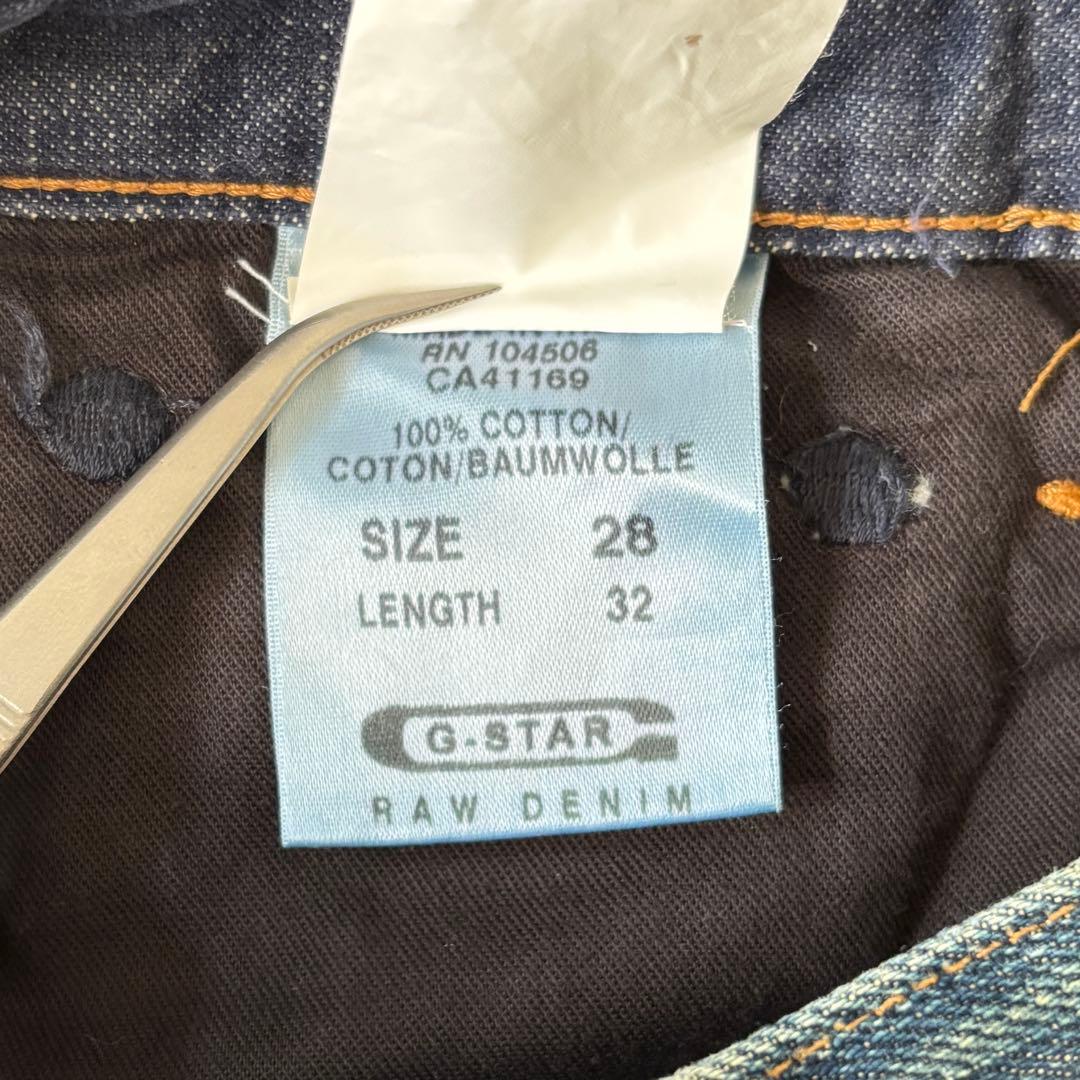 RN 104506
CA41169
100% COTTON/
COTON/BAUMWOLLE
SIZE 28
LENGTH 32
G-STAR
RAW DENIM